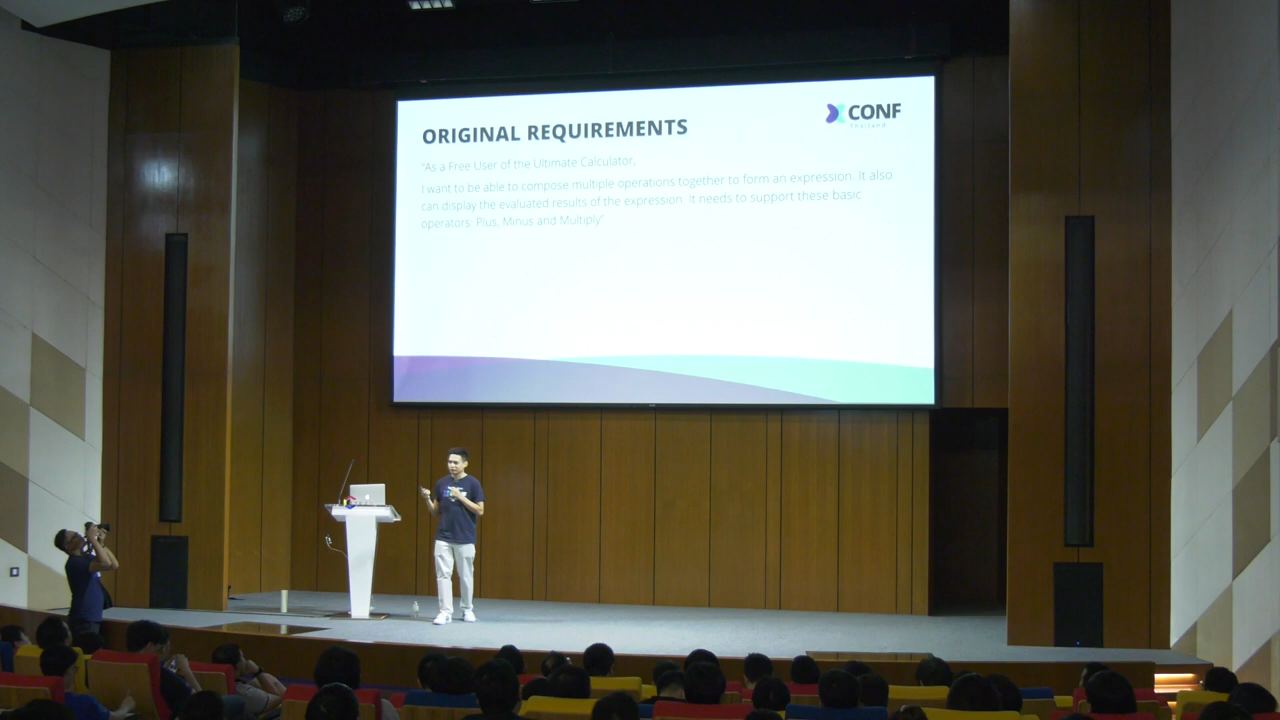 ORIGINAL REQUIREMENTS
CONF
Thailand
"As a Free User of the Ultimate Calculator,
I want to be able to compose multiple operations together to form an expression. It also
can display the evaluated results of the expression. It needs to support these basic
operators: Plus, Minus and Multiply"